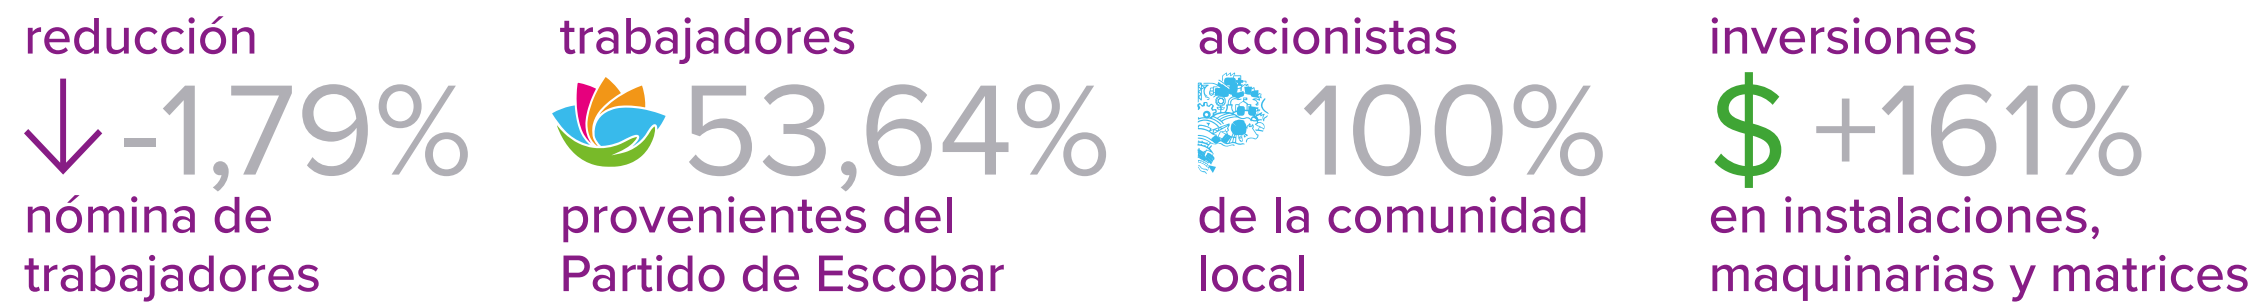 reducción
-1,79%
nómina de
trabajadores
trabajadores
53,64%
provenientes del
Partido de Escobar
accionistas
100%
de la comunidad
local
inversiones
$ +161%
en instalaciones,
maquinarias y matrices